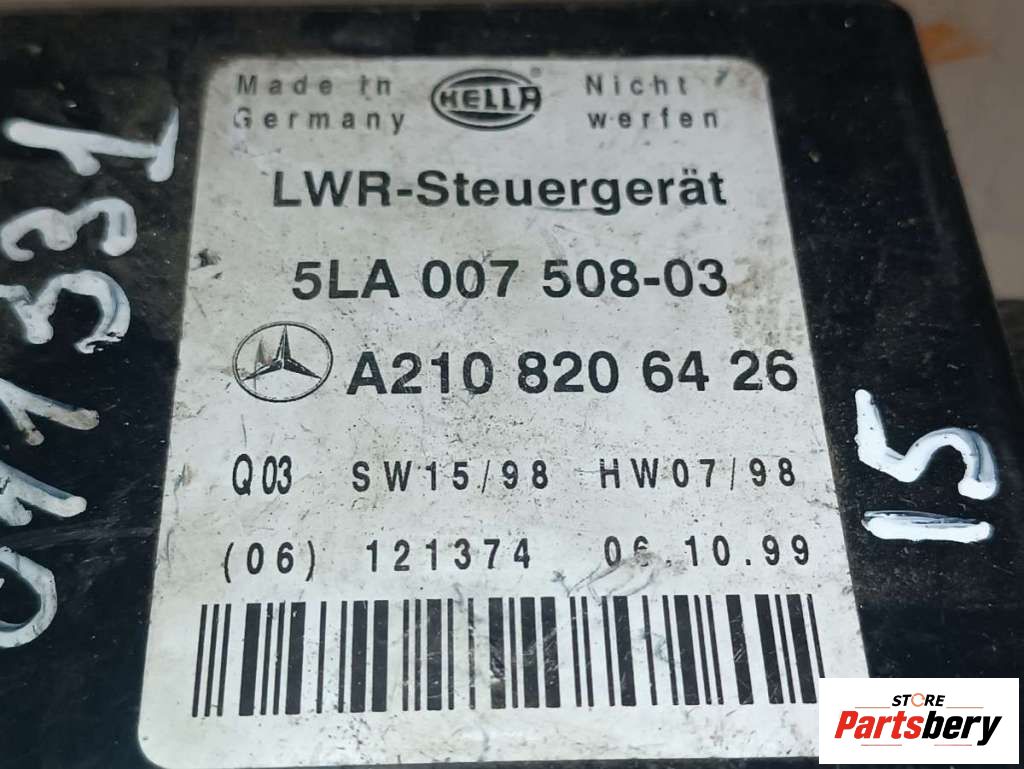 Made in Germany
HELLA®
Nicht werfen
LWR-Steuergerät
5LA 007 508-03
A210 820 64 26
Q03 SW15/98 HW07/98
(06) 121374 06.10.99
15
STORE
Partsbery